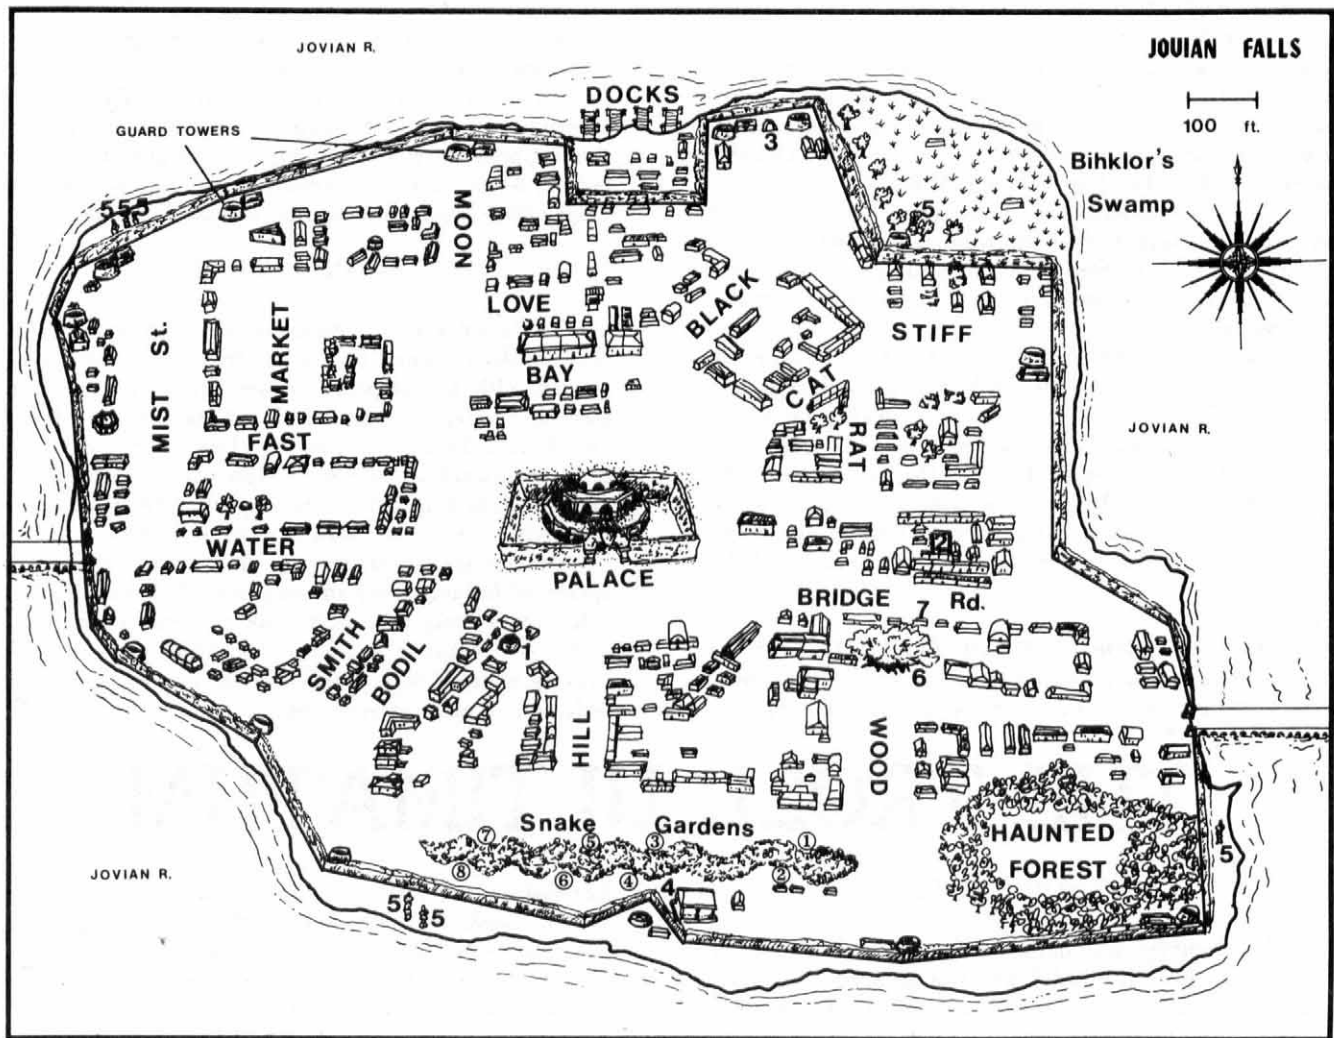 JOVIAN R.
JOVIAN FALLS
DOCKS
100 ft.
GUARD TOWERS
3
Bihklor's
Swamp
555
5
MOON
LOVE
BLACK
CAT
STIFF
MARKET
MIST St.
BAY
FAST
RAT
JOVIAN R.
WATER
PALACE
2
BRIDGE Rd.
7
SMITH
BODIL
1
6
HILL
WOOD
Snake Gardens
⑦
⑤
③
①
⑧
⑥
④
②
HAUNTED
FOREST
5
JOVIAN R.
4
5
5